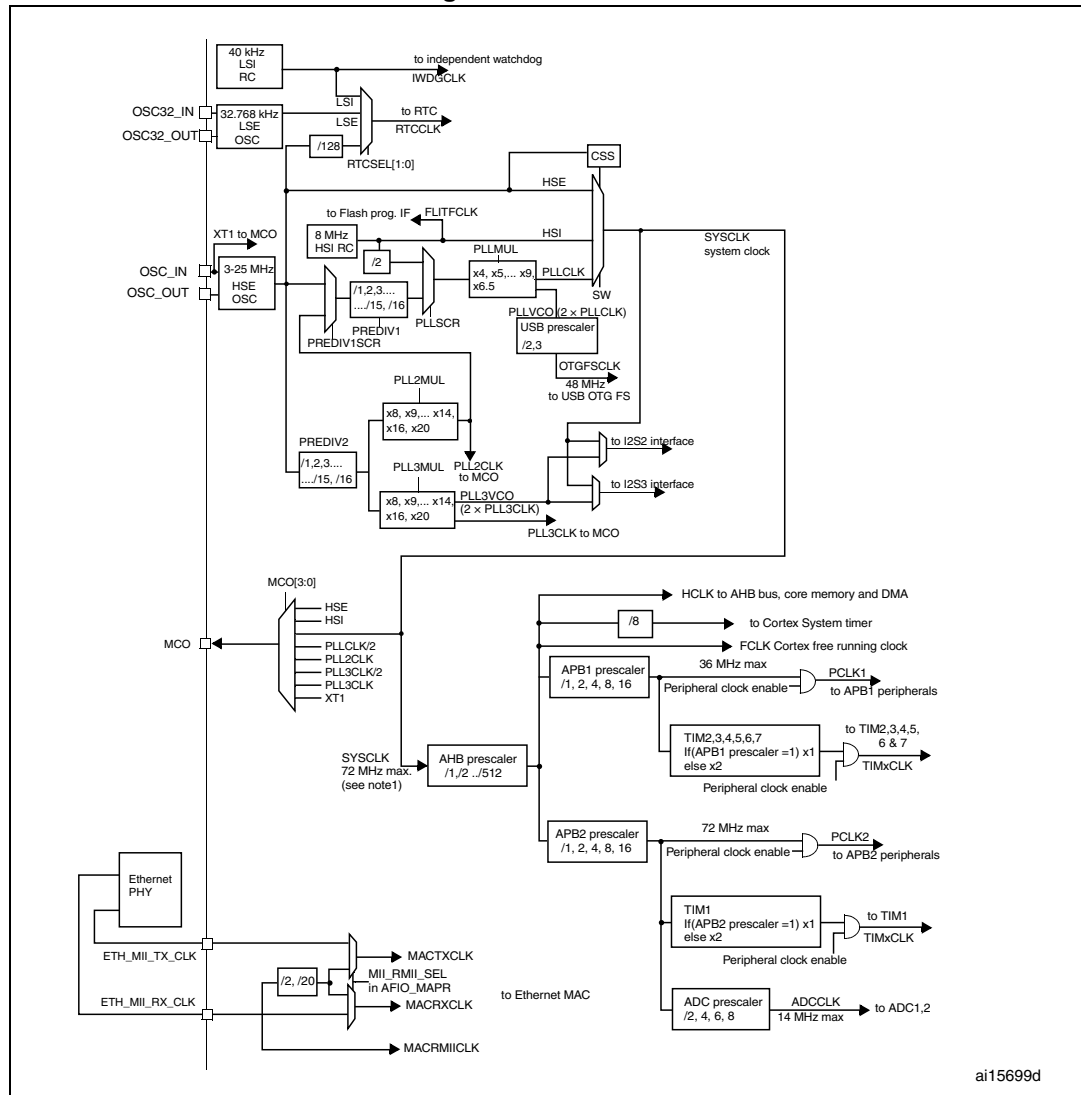 40 kHz
LSI
RC
to independent watchdog
IWDGCLK
OSC32_IN
OSC32_OUT
32.768 kHz
LSE
OSC
LSI
LSE
to RTC
RTCCLK
/128
RTCSEL[1:0]
CSS
HSE
to Flash prog. IF
FLITFCLK
XT1 to MCO
8 MHz
HSI RC
HSI
SYSCLK
system clock
/2
PLLMUL
x4, x5,... x9,
x6.5
PLLCLK
SW
OSC_IN
OSC_OUT
3-25 MHz
HSE
OSC
/1,2,3....
..../15, /16
PLLSCR
PREDIV1
PREDIV1SCR
PLLVCO (2 × PLLCLK)
USB prescaler
/2,3
OTGFSCLK
48 MHz
to USB OTG FS
PLL2MUL
x8, x9,... x14,
x16, x20
PREDIV2
/1,2,3....
..../15, /16
PLL2CLK
to MCO
to I2S2 interface
PLL3MUL
x8, x9,... x14,
x16, x20
PLL3VCO
(2 × PLL3CLK)
to I2S3 interface
PLL3CLK to MCO
MCO[3:0]
HSE
HSI
MCO
PLLCLK/2
PLL2CLK
PLL3CLK/2
PLL3CLK
XT1
HCLK to AHB bus, core memory and DMA
/8
to Cortex System timer
FCLK Cortex free running clock
APB1 prescaler
/1, 2, 4, 8, 16
36 MHz max
Peripheral clock enable
PCLK1
to APB1 peripherals
TIM2,3,4,5,6,7
If(APB1 prescaler =1) x1
else x2
to TIM2,3,4,5,
6 & 7
TIMxCLK
Peripheral clock enable
SYSCLK
72 MHz max.
(see note1)
AHB prescaler
/1,/2 ../512
APB2 prescaler
/1, 2, 4, 8, 16
72 MHz max
Peripheral clock enable
PCLK2
to APB2 peripherals
TIM1
If(APB2 prescaler =1) x1
else x2
to TIM1
TIMxCLK
Peripheral clock enable
Ethernet
PHY
ETH_MII_TX_CLK
MACTXCLK
/2, /20
MII_RMII_SEL
in AFIO_MAPR
ETH_MII_RX_CLK
MACRXCLK
to Ethernet MAC
MACRMIICLK
ADC prescaler
/2, 4, 6, 8
ADCCLK
14 MHz max
to ADC1,2
ai15699d